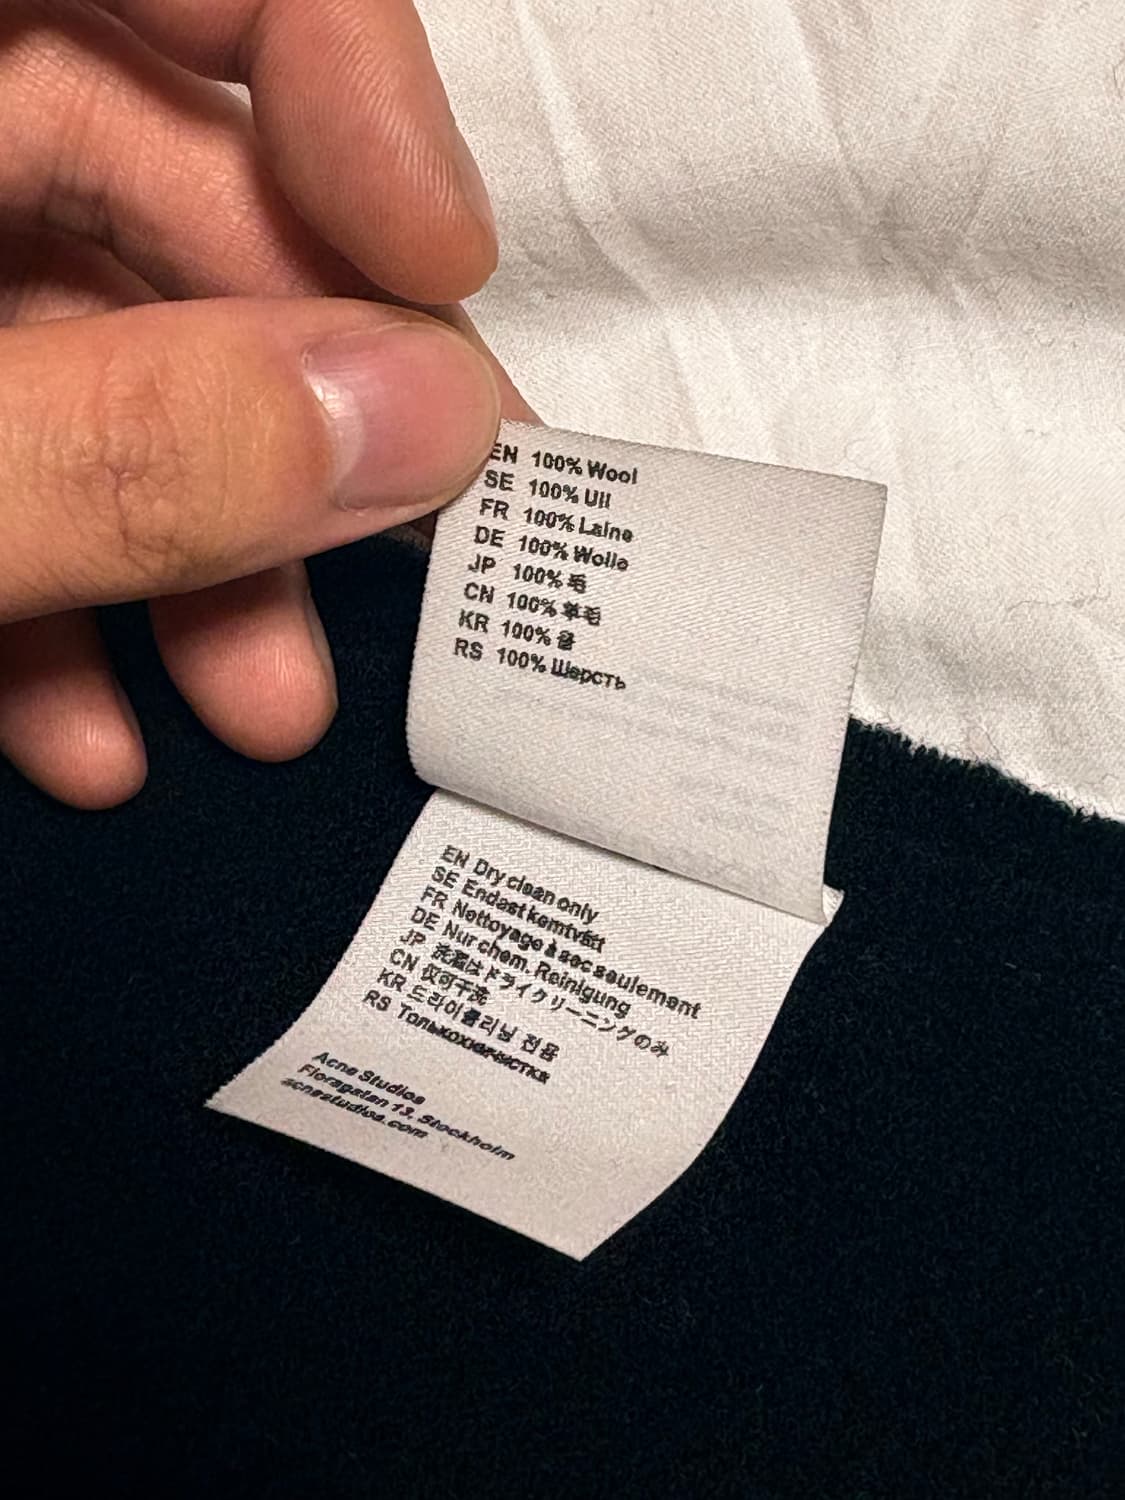 EN 100% Wool
SE 100% Ull
FR 100% Laine
DE 100% Wolle
JP 100% 毛
CN 100% 羊毛
KR 100% 울
RS 100% Шерсть
EN Dry clean only
SE Endast kemtvätt
FR Nettoyage à sec seulement
DE Nur chem. Reinigung
JP 洗濯はドライクリーニングのみ
CN 仅可干洗
KR 드라이클리닝 전용
RS Только химчистка
Acne Studios
Floragatan 13, Stockholm
acnestudios.com